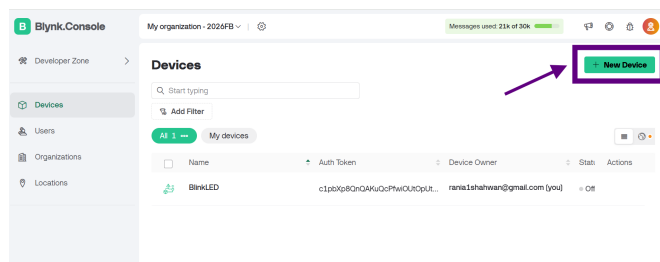 B Blynk.Console
My organization - 2026FB
Messages used: 21k of 30k
Developer Zone
Devices
Users
Organizations
Locations
Devices
+ New Device
Start typing
Add Filter
All 1
My devices
Name Auth Token Device Owner Statu Actions
BlinkLED c1pbXp8QnQAKuQcPfwiOUtOpUt... rania1shahwan@gmail.com (you) Off